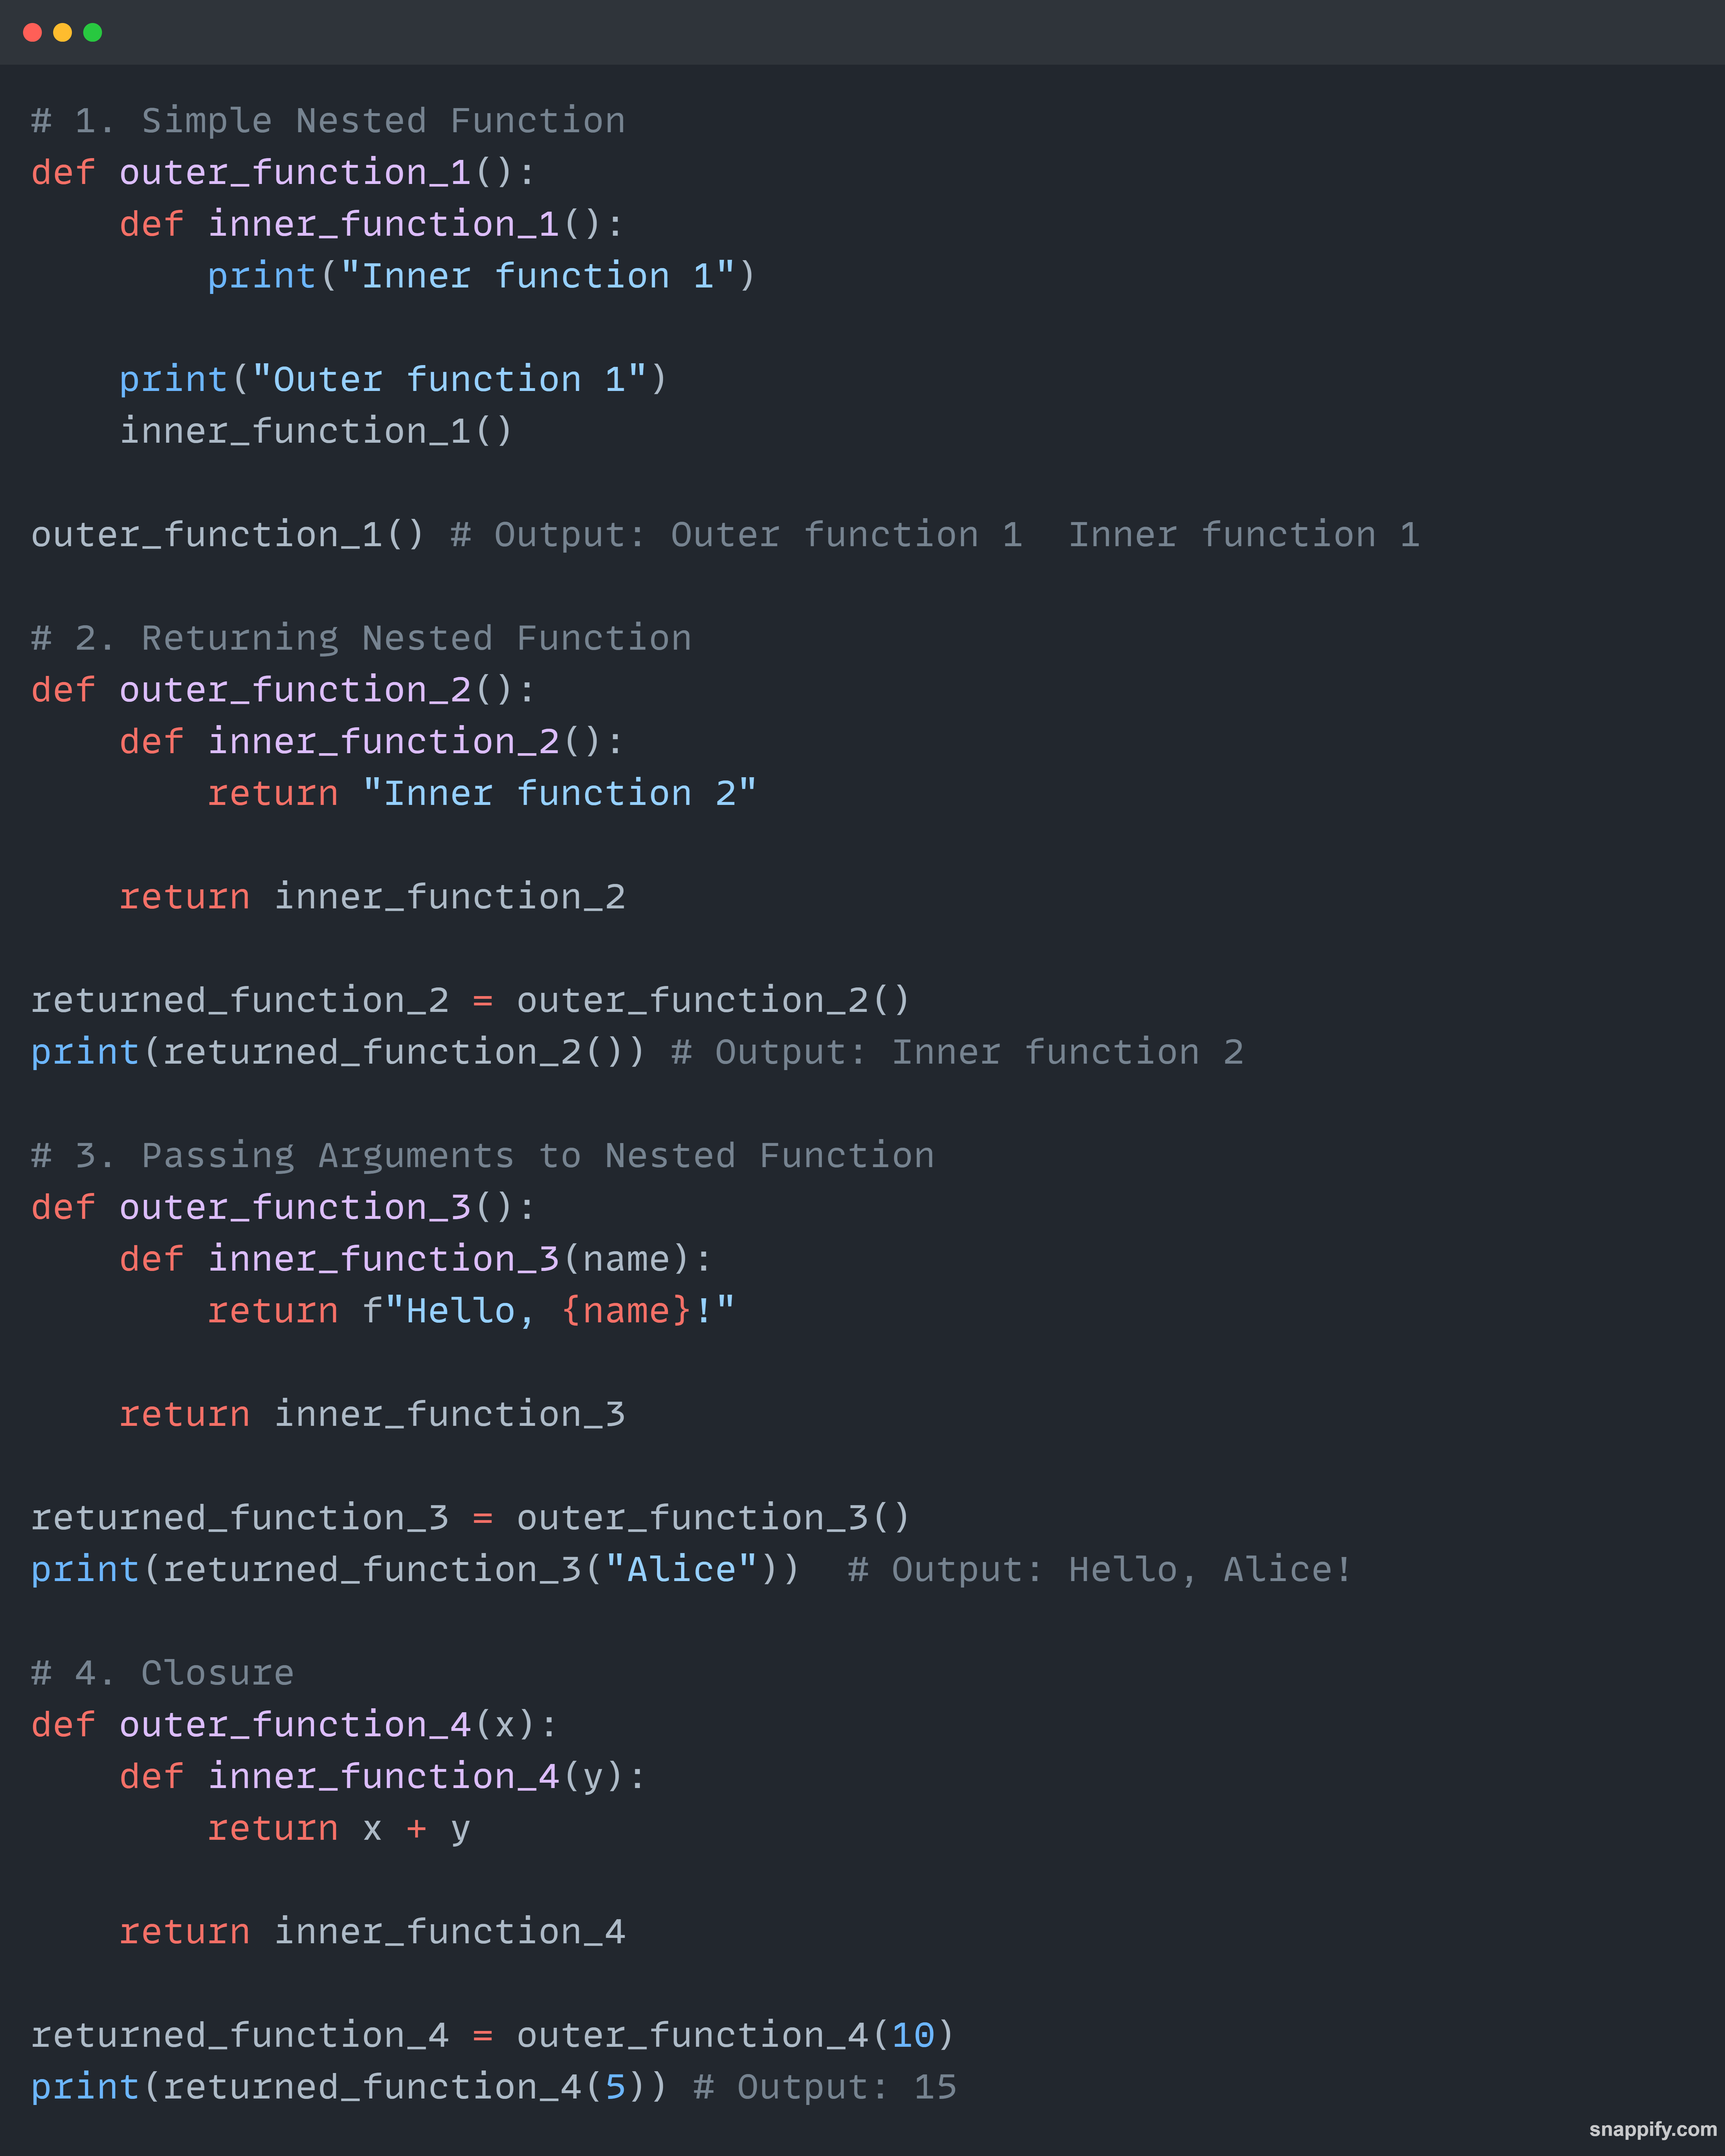 # 1. Simple Nested Function
def outer_function_1():
    def inner_function_1():
        print("Inner function 1")

    print("Outer function 1")
    inner_function_1()

outer_function_1() # Output: Outer function 1  Inner function 1

# 2. Returning Nested Function
def outer_function_2():
    def inner_function_2():
        return "Inner function 2"

    return inner_function_2

returned_function_2 = outer_function_2()
print(returned_function_2()) # Output: Inner function 2

# 3. Passing Arguments to Nested Function
def outer_function_3():
    def inner_function_3(name):
        return f"Hello, {name}!"

    return inner_function_3

returned_function_3 = outer_function_3()
print(returned_function_3("Alice"))  # Output: Hello, Alice!

# 4. Closure
def outer_function_4(x):
    def inner_function_4(y):
        return x + y

    return inner_function_4

returned_function_4 = outer_function_4(10)
print(returned_function_4(5)) # Output: 15
snappify.com